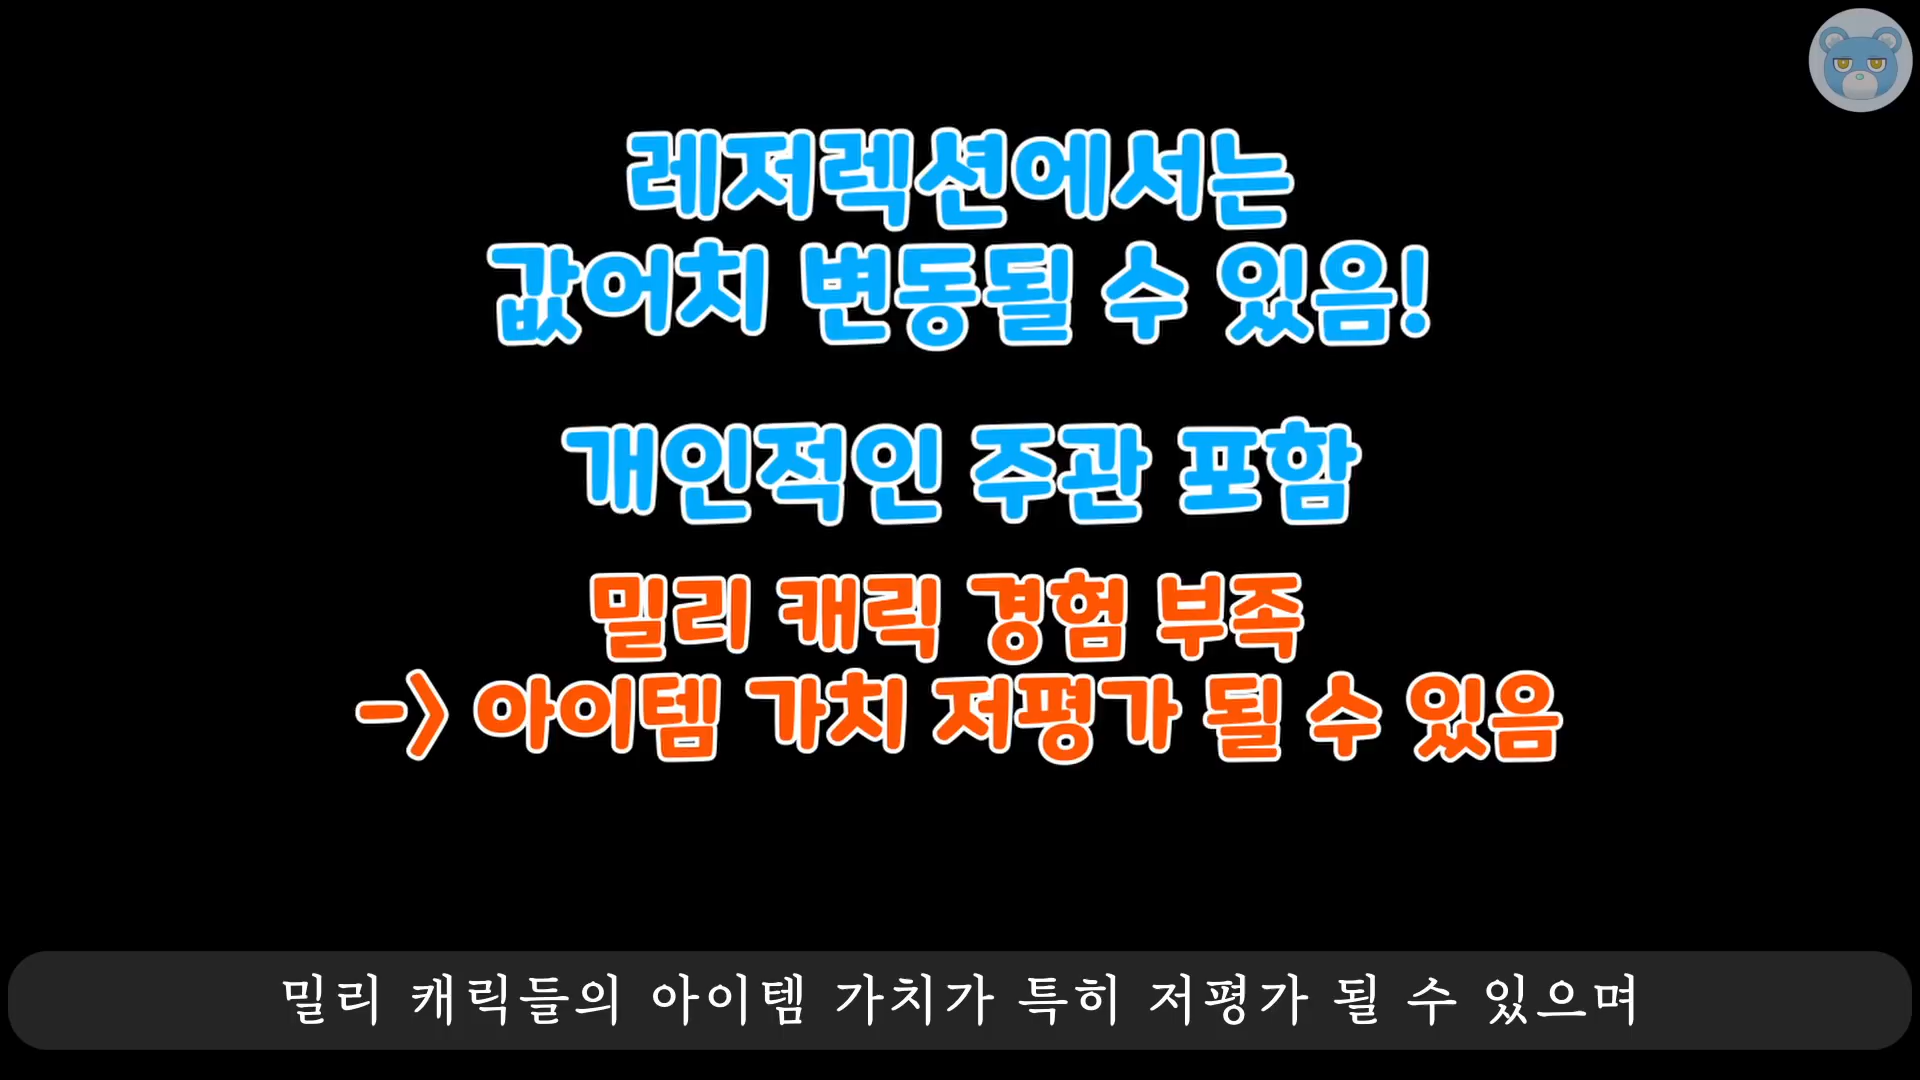 레저렉션에서는
값어치 변동될 수 있음!
개인적인 주관 포함
밀리 캐릭 경험 부족
-> 아이템 가치 저평가 될 수 있음
밀리 캐릭들의 아이템 가치가 특히 저평가 될 수 있으며